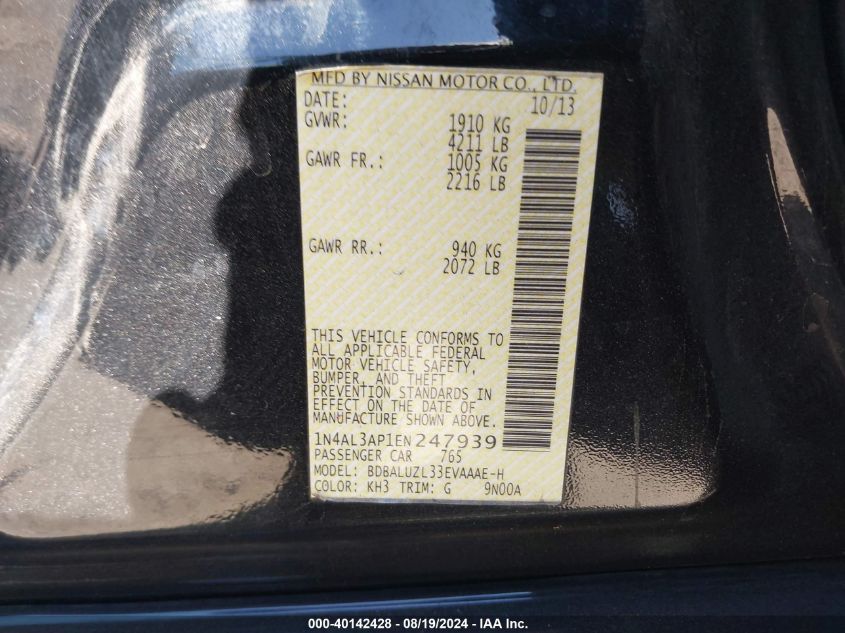 MFD BY NISSAN MOTOR CO., LTD.
DATE: 10/13
GVWR: 1910 KG
4211 LB
GAWR FR.: 1005 KG
2216 LB
GAWR RR.: 940 KG
2072 LB
THIS VEHICLE CONFORMS TO
ALL APPLICABLE FEDERAL
MOTOR VEHICLE SAFETY,
BUMPER, AND THEFT
PREVENTION STANDARDS IN
EFFECT ON THE DATE OF
MANUFACTURE SHOWN ABOVE.
1N4AL3AP1EN247939
PASSENGER CAR 765
MODEL: BDBALUZL33EVAAAE-H
COLOR: KH3 TRIM: G 9N00A
000-40142428 - 08/19/2024 - IAA Inc.